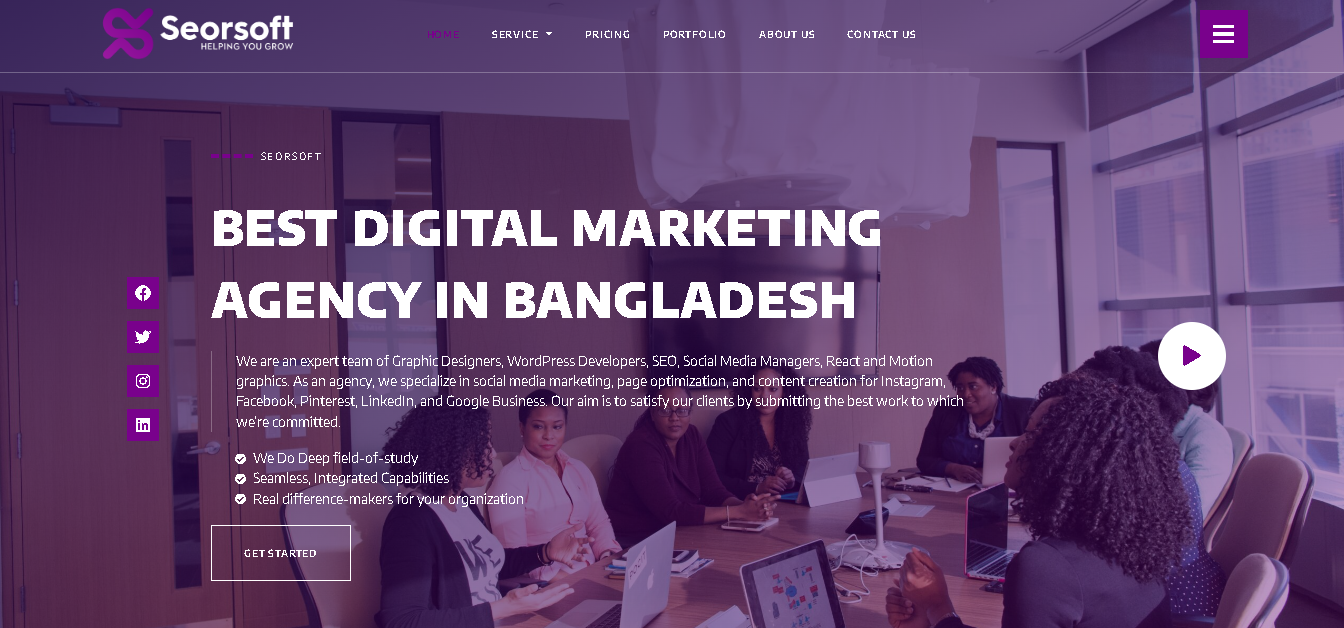 Seorsoft
HELPING YOU GROW
HOME
SERVICE
PRICING
PORTFOLIO
ABOUT US
CONTACT US
SEORSOFT
BEST DIGITAL MARKETING
AGENCY IN BANGLADESH
We are an expert team of Graphic Designers, WordPress Developers, SEO, Social Media Managers, React and Motion
graphics. As an agency, we specialize in social media marketing, page optimization, and content creation for Instagram,
Facebook, Pinterest, LinkedIn, and Google Business. Our aim is to satisfy our clients by submitting the best work to which
we're committed.
We Do Deep field-of-study
Seamless, Integrated Capabilities
Real difference-makers for your organization
GET STARTED